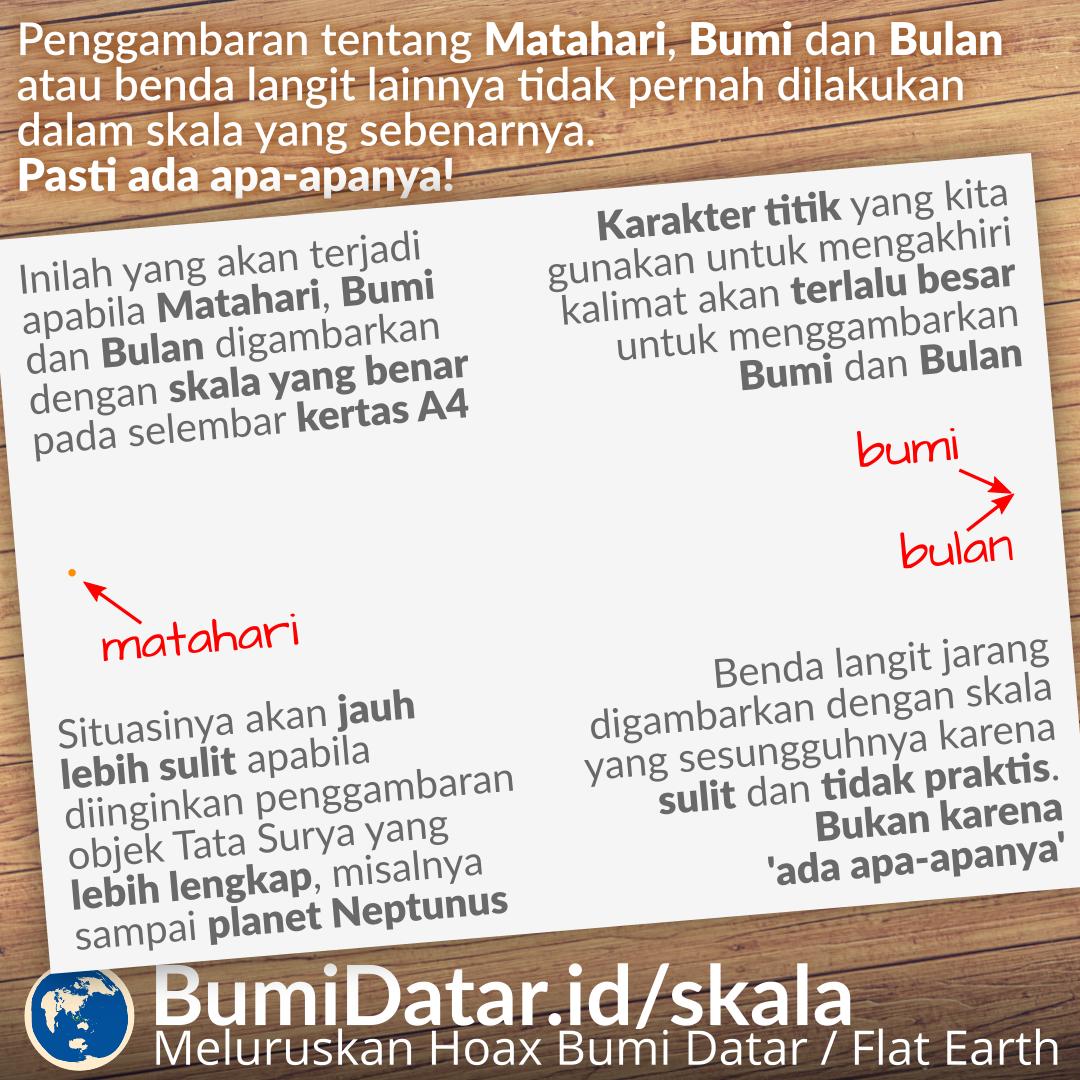 Penggambaran tentang Matahari, Bumi dan Bulan
atau benda langit lainnya tidak pernah dilakukan
dalam skala yang sebenarnya.
Pasti ada apa-apanya!
Inilah yang akan terjadi
apabila Matahari, Bumi
dan Bulan digambarkan
dengan skala yang benar
pada selembar kertas A4
Karakter titik yang kita
gunakan untuk mengakhiri
kalimat akan terlalu besar
untuk menggambarkan
Bumi dan Bulan
bumi
bulan
matahari
Situasinya akan jauh
lebih sulit apabila
diinginkan penggambaran
objek Tata Surya yang
lebih lengkap, misalnya
sampai planet Neptunus
Benda langit jarang
digambarkan dengan skala
yang sesungguhnya karena
sulit dan tidak praktis.
Bukan karena
'ada apa-apanya'
BumiDatar.id/skala
Meluruskan Hoax Bumi Datar / Flat Earth